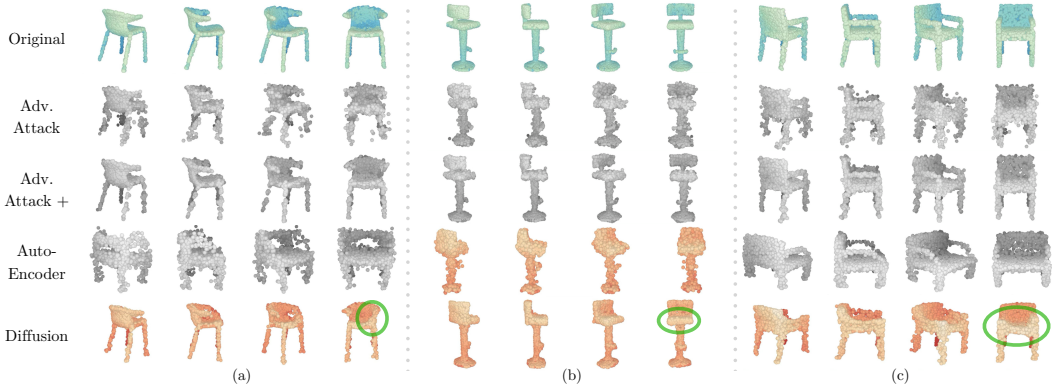 Original
Adv.
Attack
Adv.
Attack +
Auto-
Encoder
Diffusion
(a)
(b)
(c)